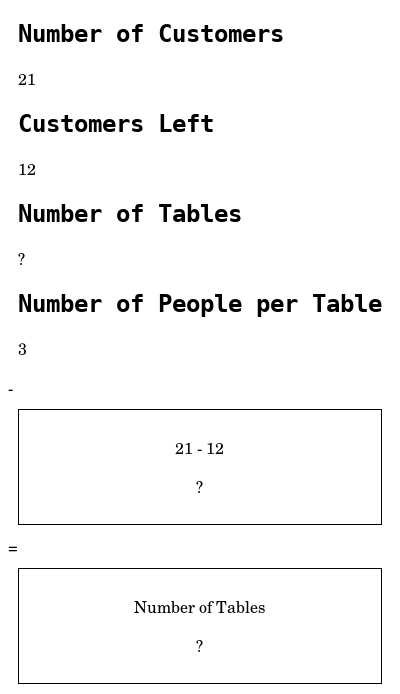 Number of Customers
21
Customers Left
12
Number of Tables
?
Number of People per Table
3
-
21 - 12
?
=
Number of Tables
?